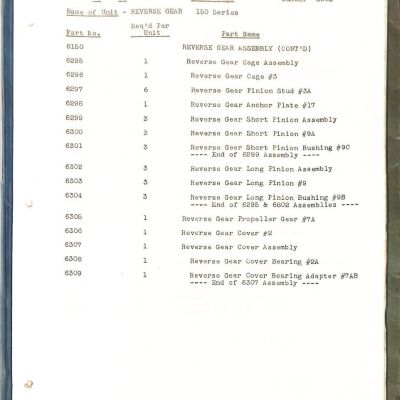 Name of Unit - REVERSE GEAR 150 Series
Part No. Req'd Per Unit Part Name
6150 REVERSE GEAR ASSEMBLY (CONT'D)
6295 1 Reverse Gear Cage Assembly
6296 1 Reverse Gear Cage #3
6297 6 Reverse Gear Pinion Stud #3A
6298 1 Reverse Gear Anchor Plate #17
6299 3 Reverse Gear Short Pinion Assembly
6300 3 Reverse Gear Short Pinion #9A
6301 3 Reverse Gear Short Pinion Bushing #9C
---- End of 6299 Assembly ----
6302 3 Reverse Gear Long Pinion Assembly
6303 3 Reverse Gear Long Pinion #9
6304 3 Reverse Gear Long Pinion Bushing #9B
---- End of 6295 & 6302 Assemblies ----
6305 1 Reverse Gear Propeller Gear #7A
6306 1 Reverse Gear Cover #2
6307 1 Reverse Gear Cover Assembly
6308 1 Reverse Gear Cover Bearing #2A
6309 1 Reverse Gear Cover Bearing Adapter #7AB
---- End of 6307 Assembly ----